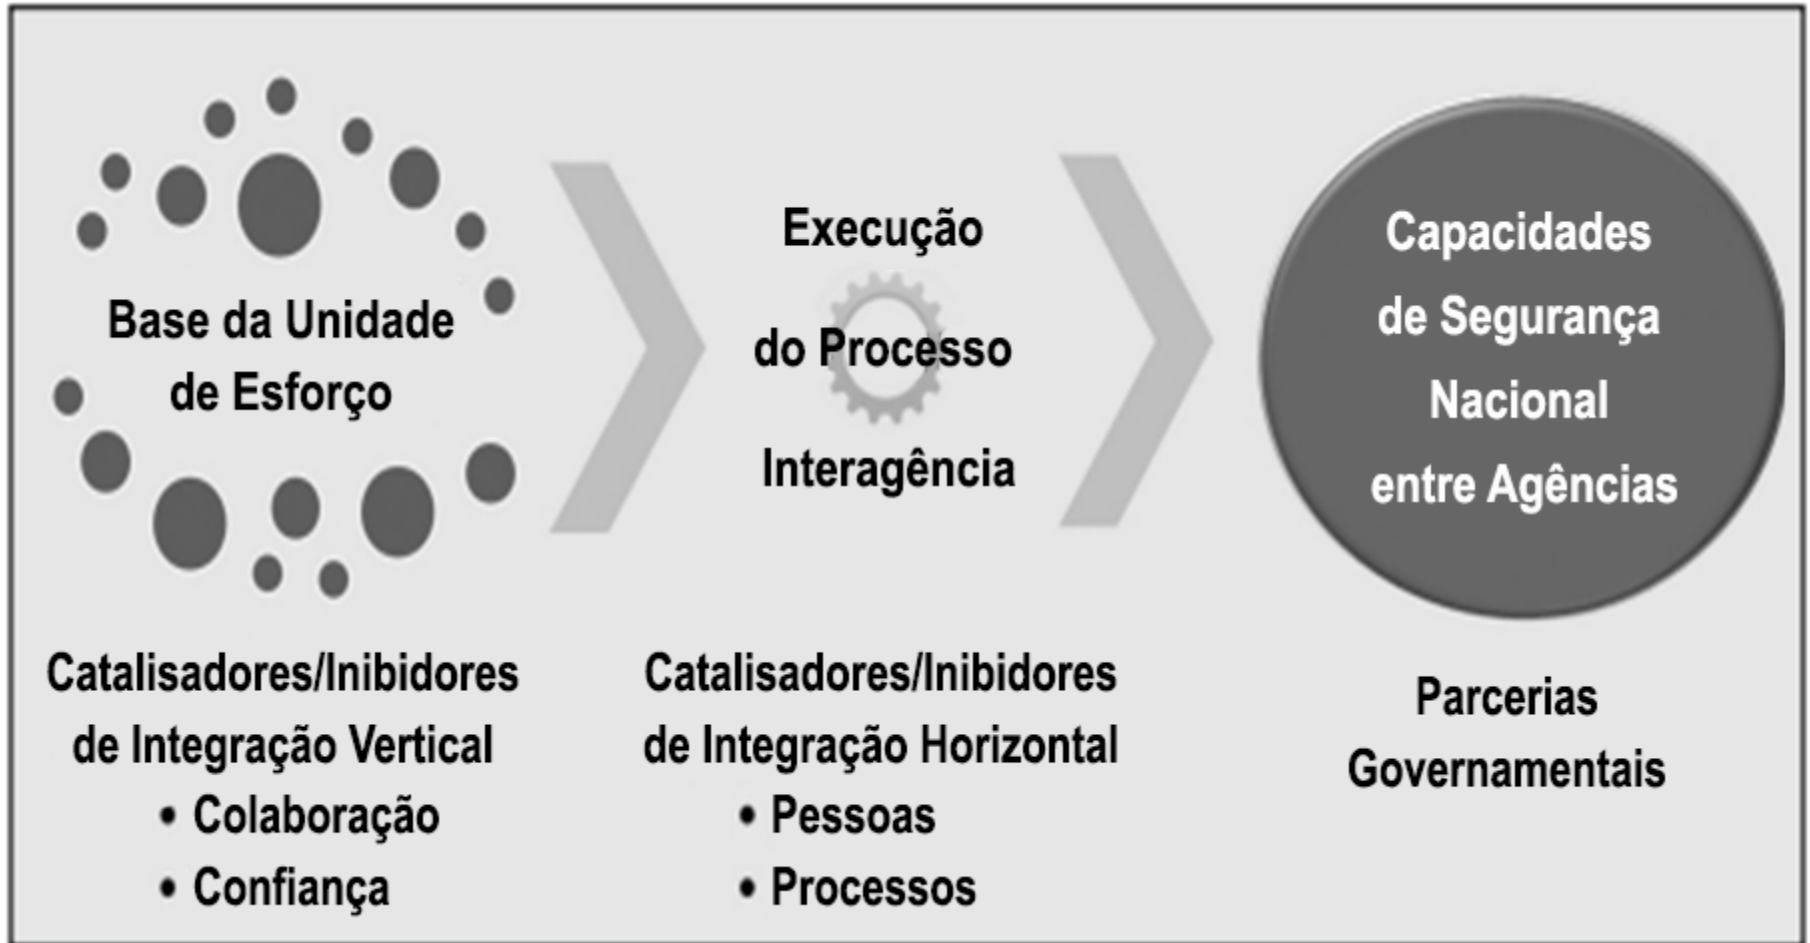 Base da Unidade
de Esforço
Execução
do Processo
Interagência
Capacidades
de Segurança
Nacional
entre Agências
Catalisadores/Inibidores
de Integração Vertical
• Colaboração
• Confiança
Catalisadores/Inibidores
de Integração Horizontal
• Pessoas
• Processos
Parcerias
Governamentais